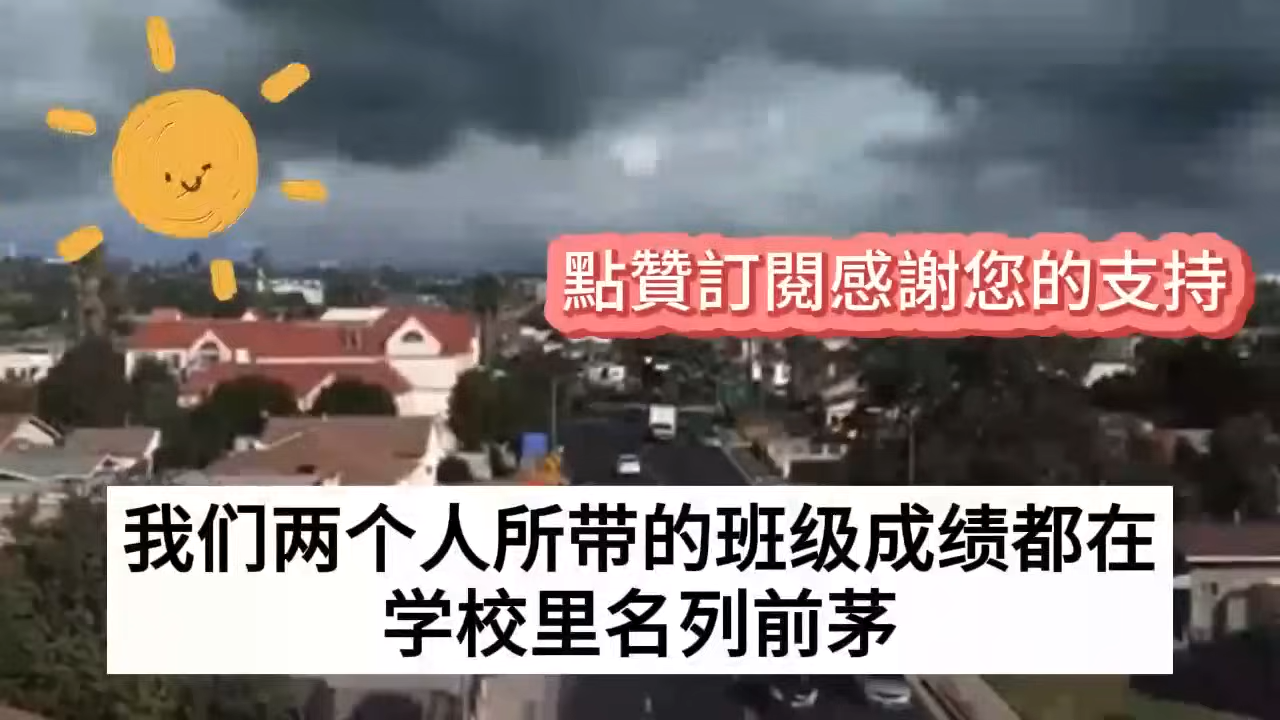 點贊訂閱感謝您的支持
我们两个人所带的班级成绩都在
学校里名列前茅